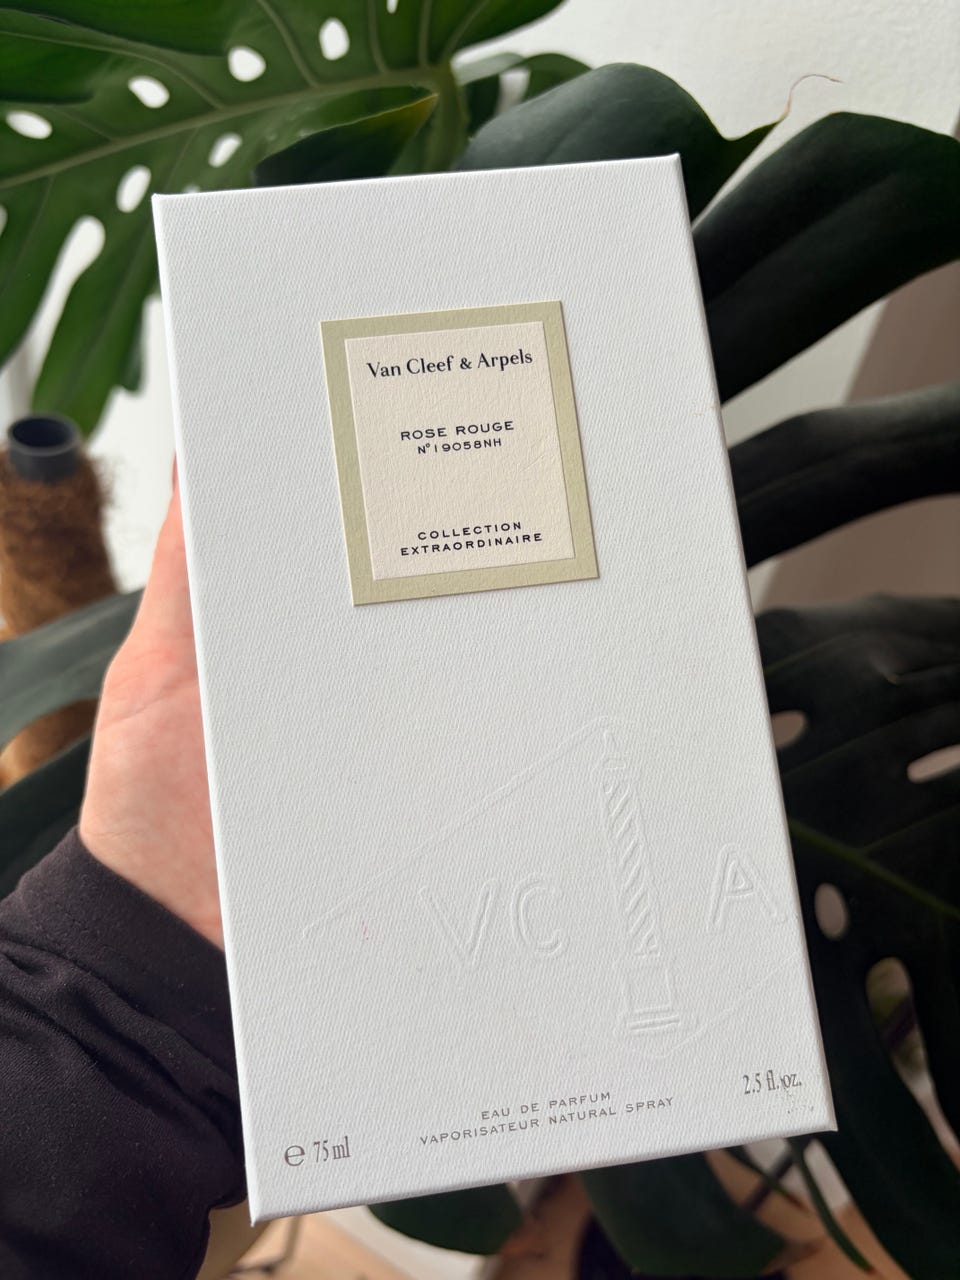 Van Cleef & Arpels
ROSE ROUGE
N°19058NH
COLLECTION
EXTRAORDINAIRE
VC A
EAU DE PARFUM
VAPORISATEUR NATURAL SPRAY
℮ 75 ml
2.5 fl. oz.